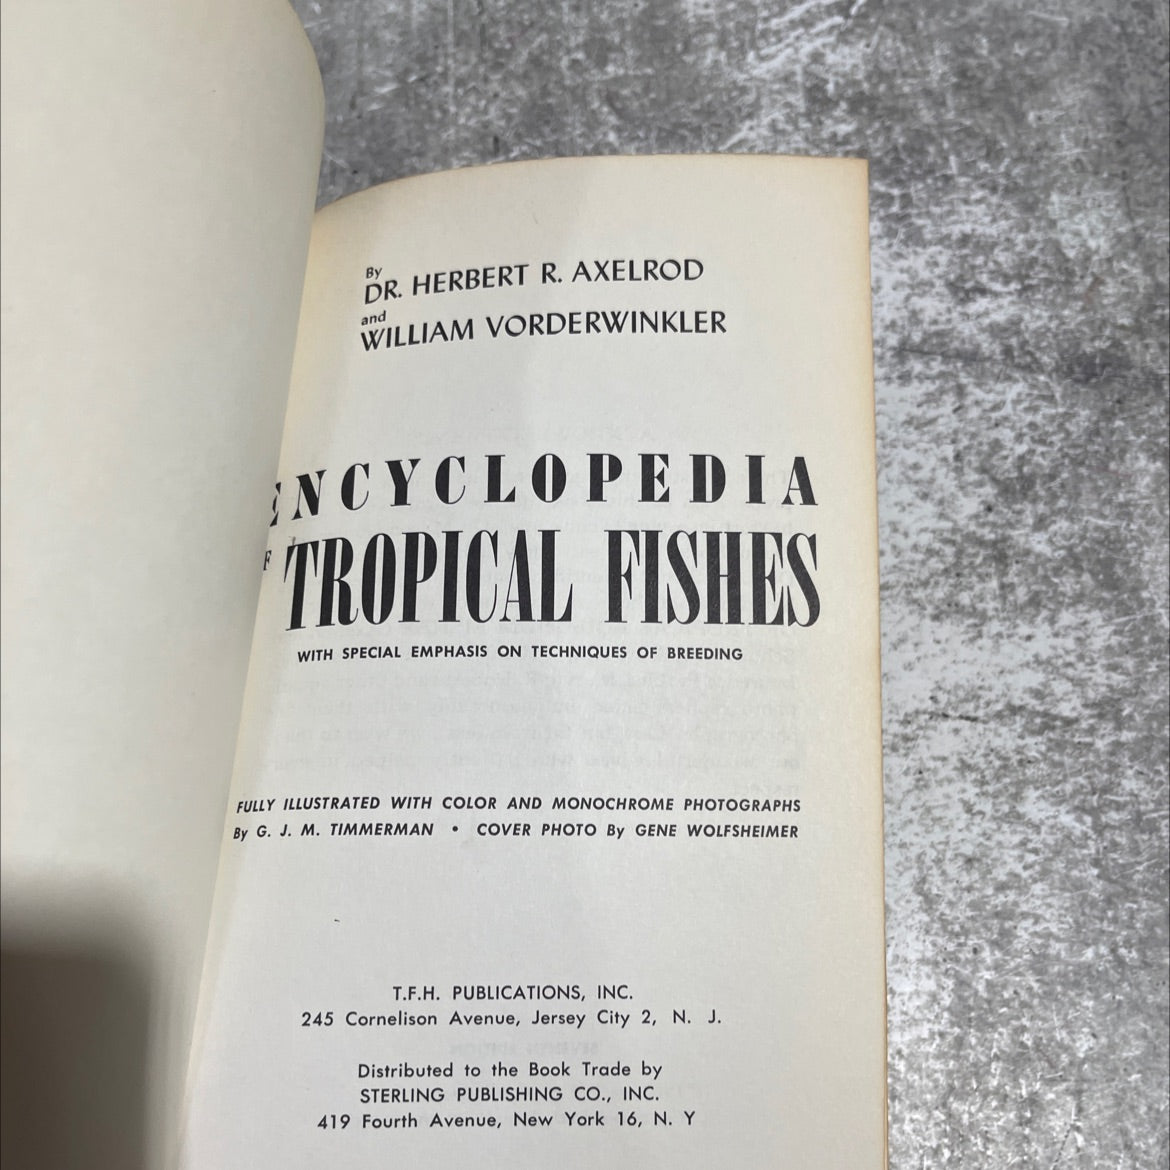 By
DR. HERBERT R. AXELROD
and
WILLIAM VORDERWINKLER
ENCYCLOPEDIA
F TROPICAL FISHES
WITH SPECIAL EMPHASIS ON TECHNIQUES OF BREEDING
FULLY ILLUSTRATED WITH COLOR AND MONOCHROME PHOTOGRAPHS
By G. J. M. TIMMERMAN • COVER PHOTO By GENE WOLFSHEIMER
T.F.H. PUBLICATIONS, INC.
245 Cornelison Avenue, Jersey City 2, N. J.
Distributed to the Book Trade by
STERLING PUBLISHING CO., INC.
419 Fourth Avenue, New York 16, N. Y